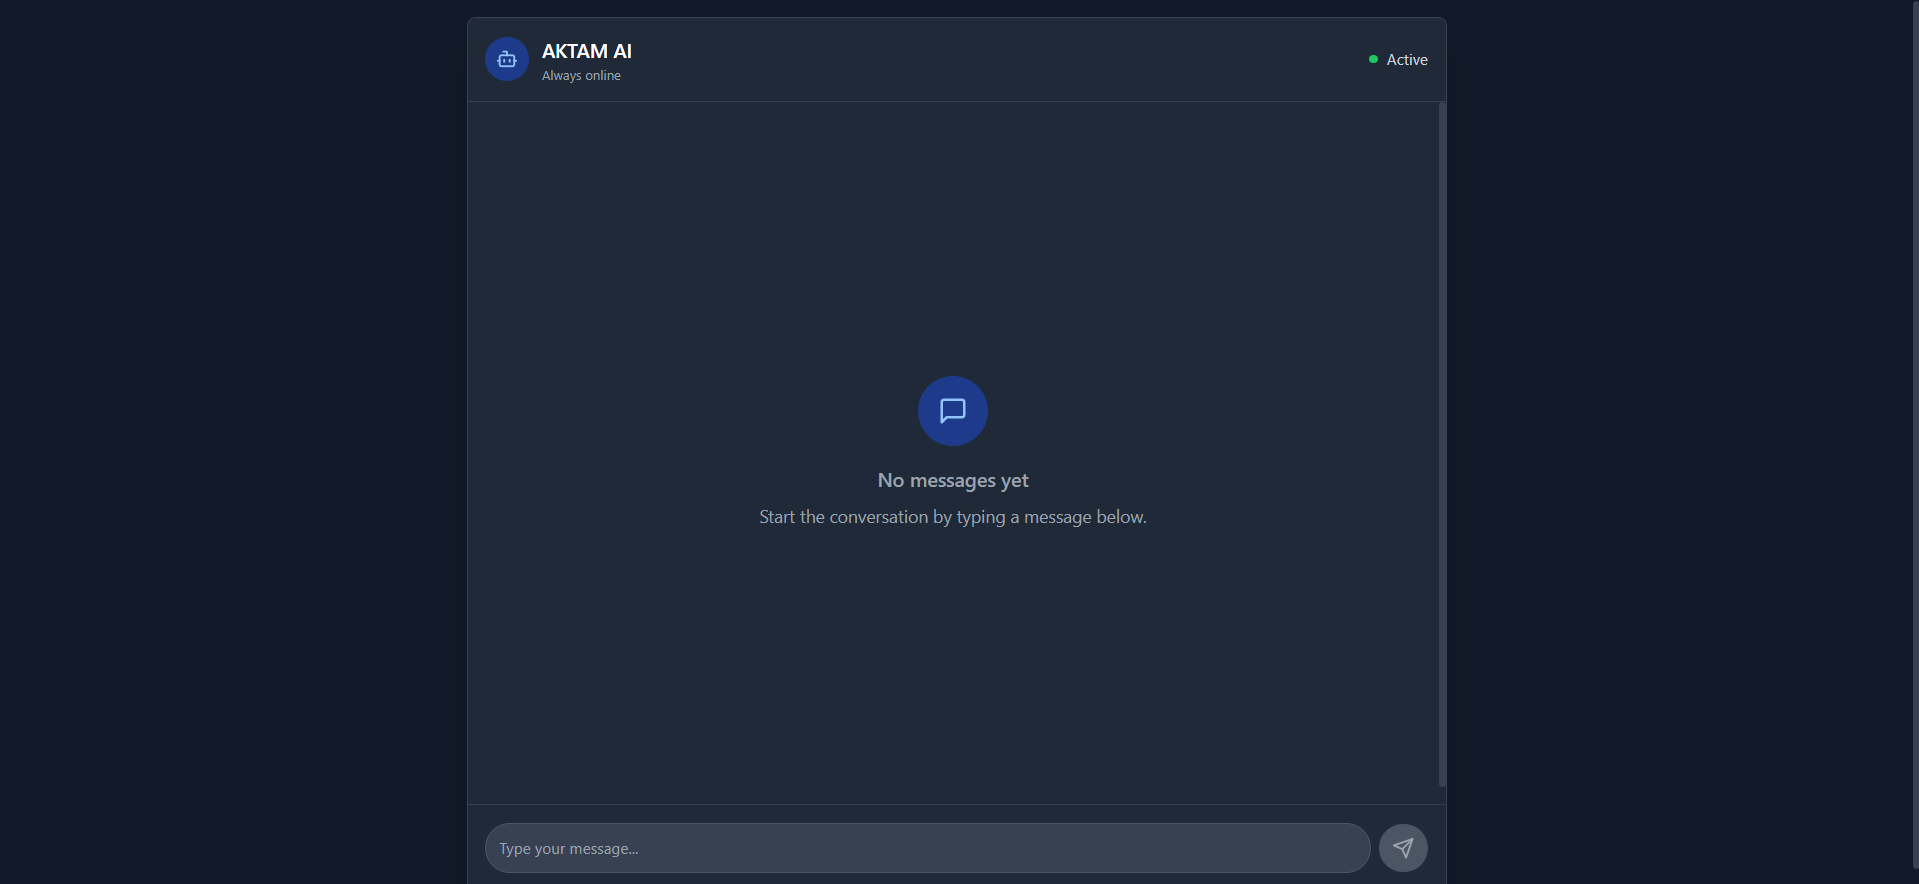 AKTAM AI
Always online
Active
No messages yet
Start the conversation by typing a message below.
Type your message...